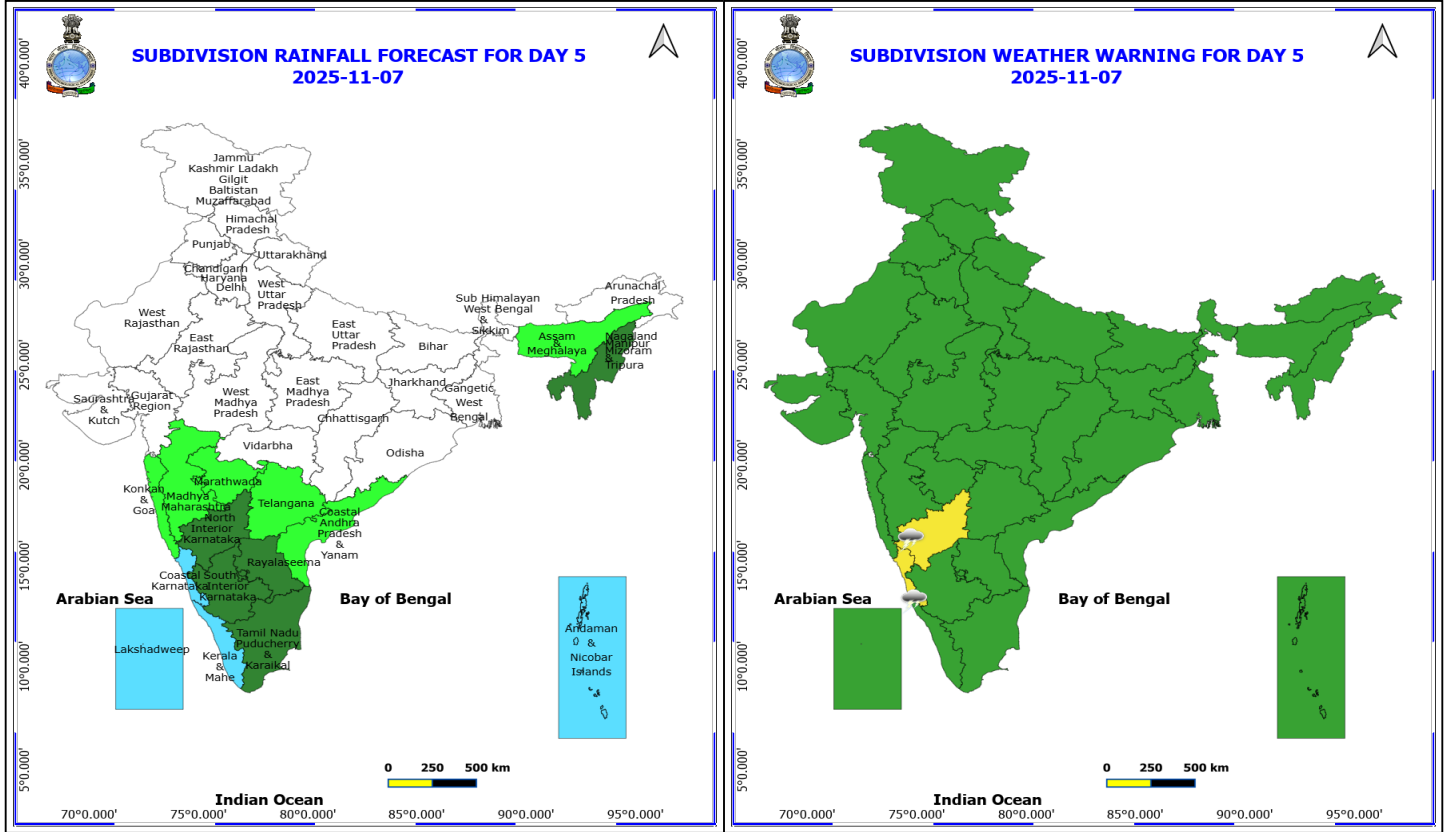 SUBDIVISION RAINFALL FORECAST FOR DAY 5
2025-11-07
40°0.000'
35°0.000'
30°0.000'
25°0.000'
20°0.000'
15°0.000'
10°0.000'
5°0.000'
Jammu
Kashmir Ladakh
Gilgit
Baltistan
Muzaffarabad
Himachal
Pradesh
Punjab
Uttarakhand
Chandigarh
Haryana
Delhi
West
Uttar
Pradesh
Arunachal
Pradesh
Sub Himalayan
West Bengal
&
Sikkim
West
Rajasthan
East
Rajasthan
East
Uttar
Pradesh
Bihar
Assam
&
Meghalaya
Nagaland
Manipur
Mizoram
&
Tripura
Saurashtra
&
Kutch
Gujarat
Region
West
Madhya
Pradesh
East
Madhya
Pradesh
Jharkhand
Gangetic
West
Bengal
Chhattisgarh
Vidarbha
Odisha
Konkan
&
Goa
Madhya
Maharashtra
Marathwada
Telangana
North
Interior
Karnataka
Coastal
Andhra
Pradesh
&
Yanam
Rayalaseema
Coastal
Karnataka
South
Interior
Karnataka
Arabian Sea
Bay of Bengal
Lakshadweep
Kerala
&
Mahe
Tamil Nadu
Puducherry
&
Karaikal
Andaman
&
Nicobar
Islands
0 250 500 km
Indian Ocean
70°0.000' 75°0.000' 80°0.000' 85°0.000' 90°0.000' 95°0.000'
SUBDIVISION WEATHER WARNING FOR DAY 5
2025-11-07
40°0.000'
35°0.000'
30°0.000'
25°0.000'
20°0.000'
15°0.000'
10°0.000'
5°0.000'
Arabian Sea
Bay of Bengal
0 250 500 km
Indian Ocean
70°0.000' 75°0.000' 80°0.000' 85°0.000' 90°0.000' 95°0.000'